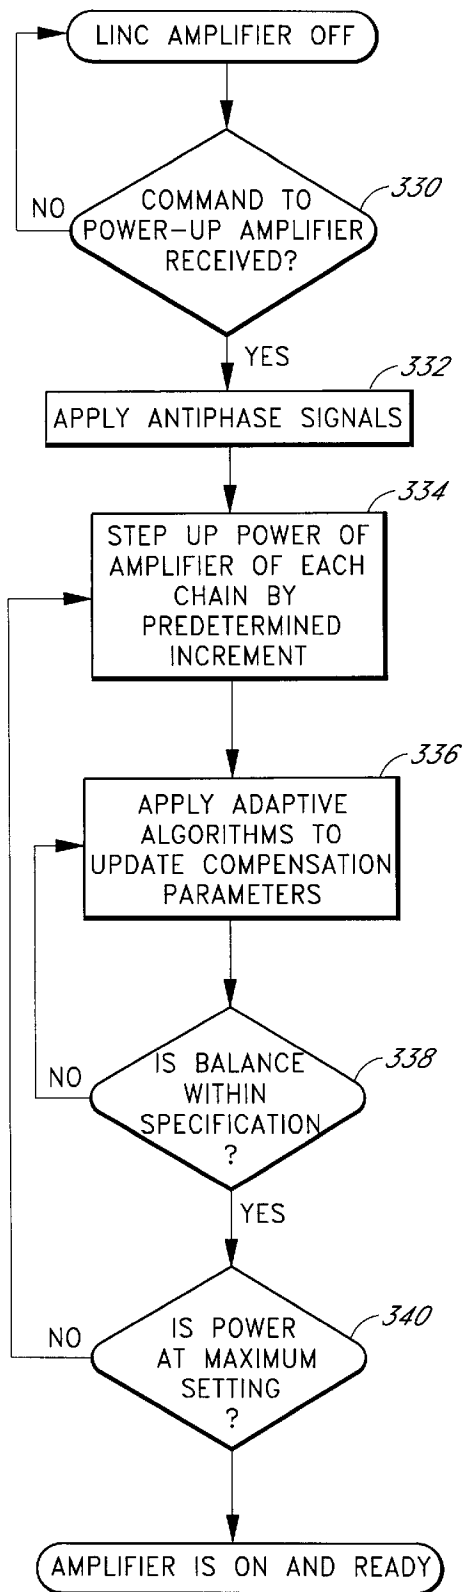 LINC AMPLIFIER OFF
330
COMMAND TO
POWER-UP AMPLIFIER
RECEIVED?
NO
YES
332
APPLY ANTIPHASE SIGNALS
334
STEP UP POWER OF
AMPLIFIER OF EACH
CHAIN BY
PREDETERMINED
INCREMENT
336
APPLY ADAPTIVE
ALGORITHMS TO
UPDATE COMPENSATION
PARAMETERS
338
IS BALANCE
WITHIN
SPECIFICATION
?
NO
YES
340
IS POWER
AT MAXIMUM
SETTING
?
NO
AMPLIFIER IS ON AND READY